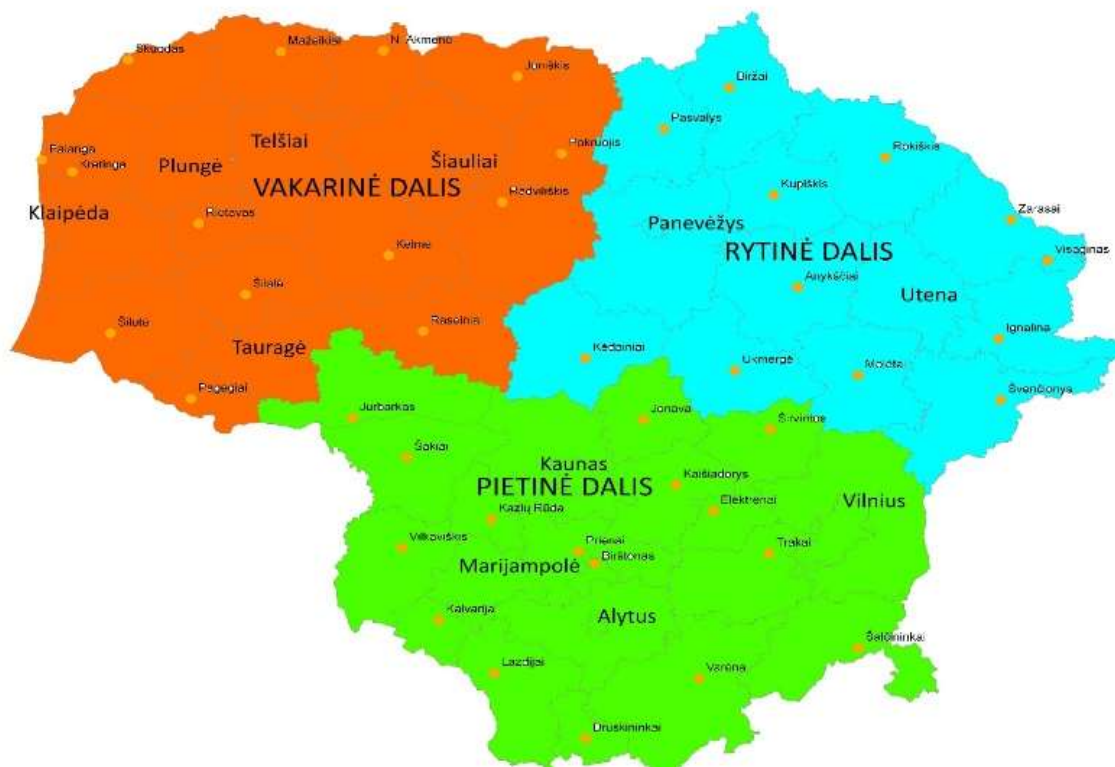 Skuodas
Mažeikiai
N. Akmenė
Joniškis
Biržai
Pasvalys
Telšiai
Pakruojis
Rokiškis
Palanga
Plungė
Šiauliai
Kretinga
VAKARINĖ DALIS
Radviliškis
Kupiškis
Klaipėda
Rietavas
Panevėžys
Zarasai
Kelmė
RYTINĖ DALIS
Visaginas
Anykščiai
Šilalė
Utena
Šilutė
Raseiniai
Ignalina
Tauragė
Kėdainiai
Ukmergė
Molėtai
Pagėgiai
Švenčionys
Jurbarkas
Jonava
Širvintos
Šakiai
Kaunas
Kaišiadorys
PIETINĖ DALIS
Elektrėnai
Vilnius
Kazlų Rūda
Vilkaviškis
Prienai
Trakai
Marijampolė
Birštonas
Kalvarija
Alytus
Šalčininkai
Lazdijai
Varėna
Druskininkai